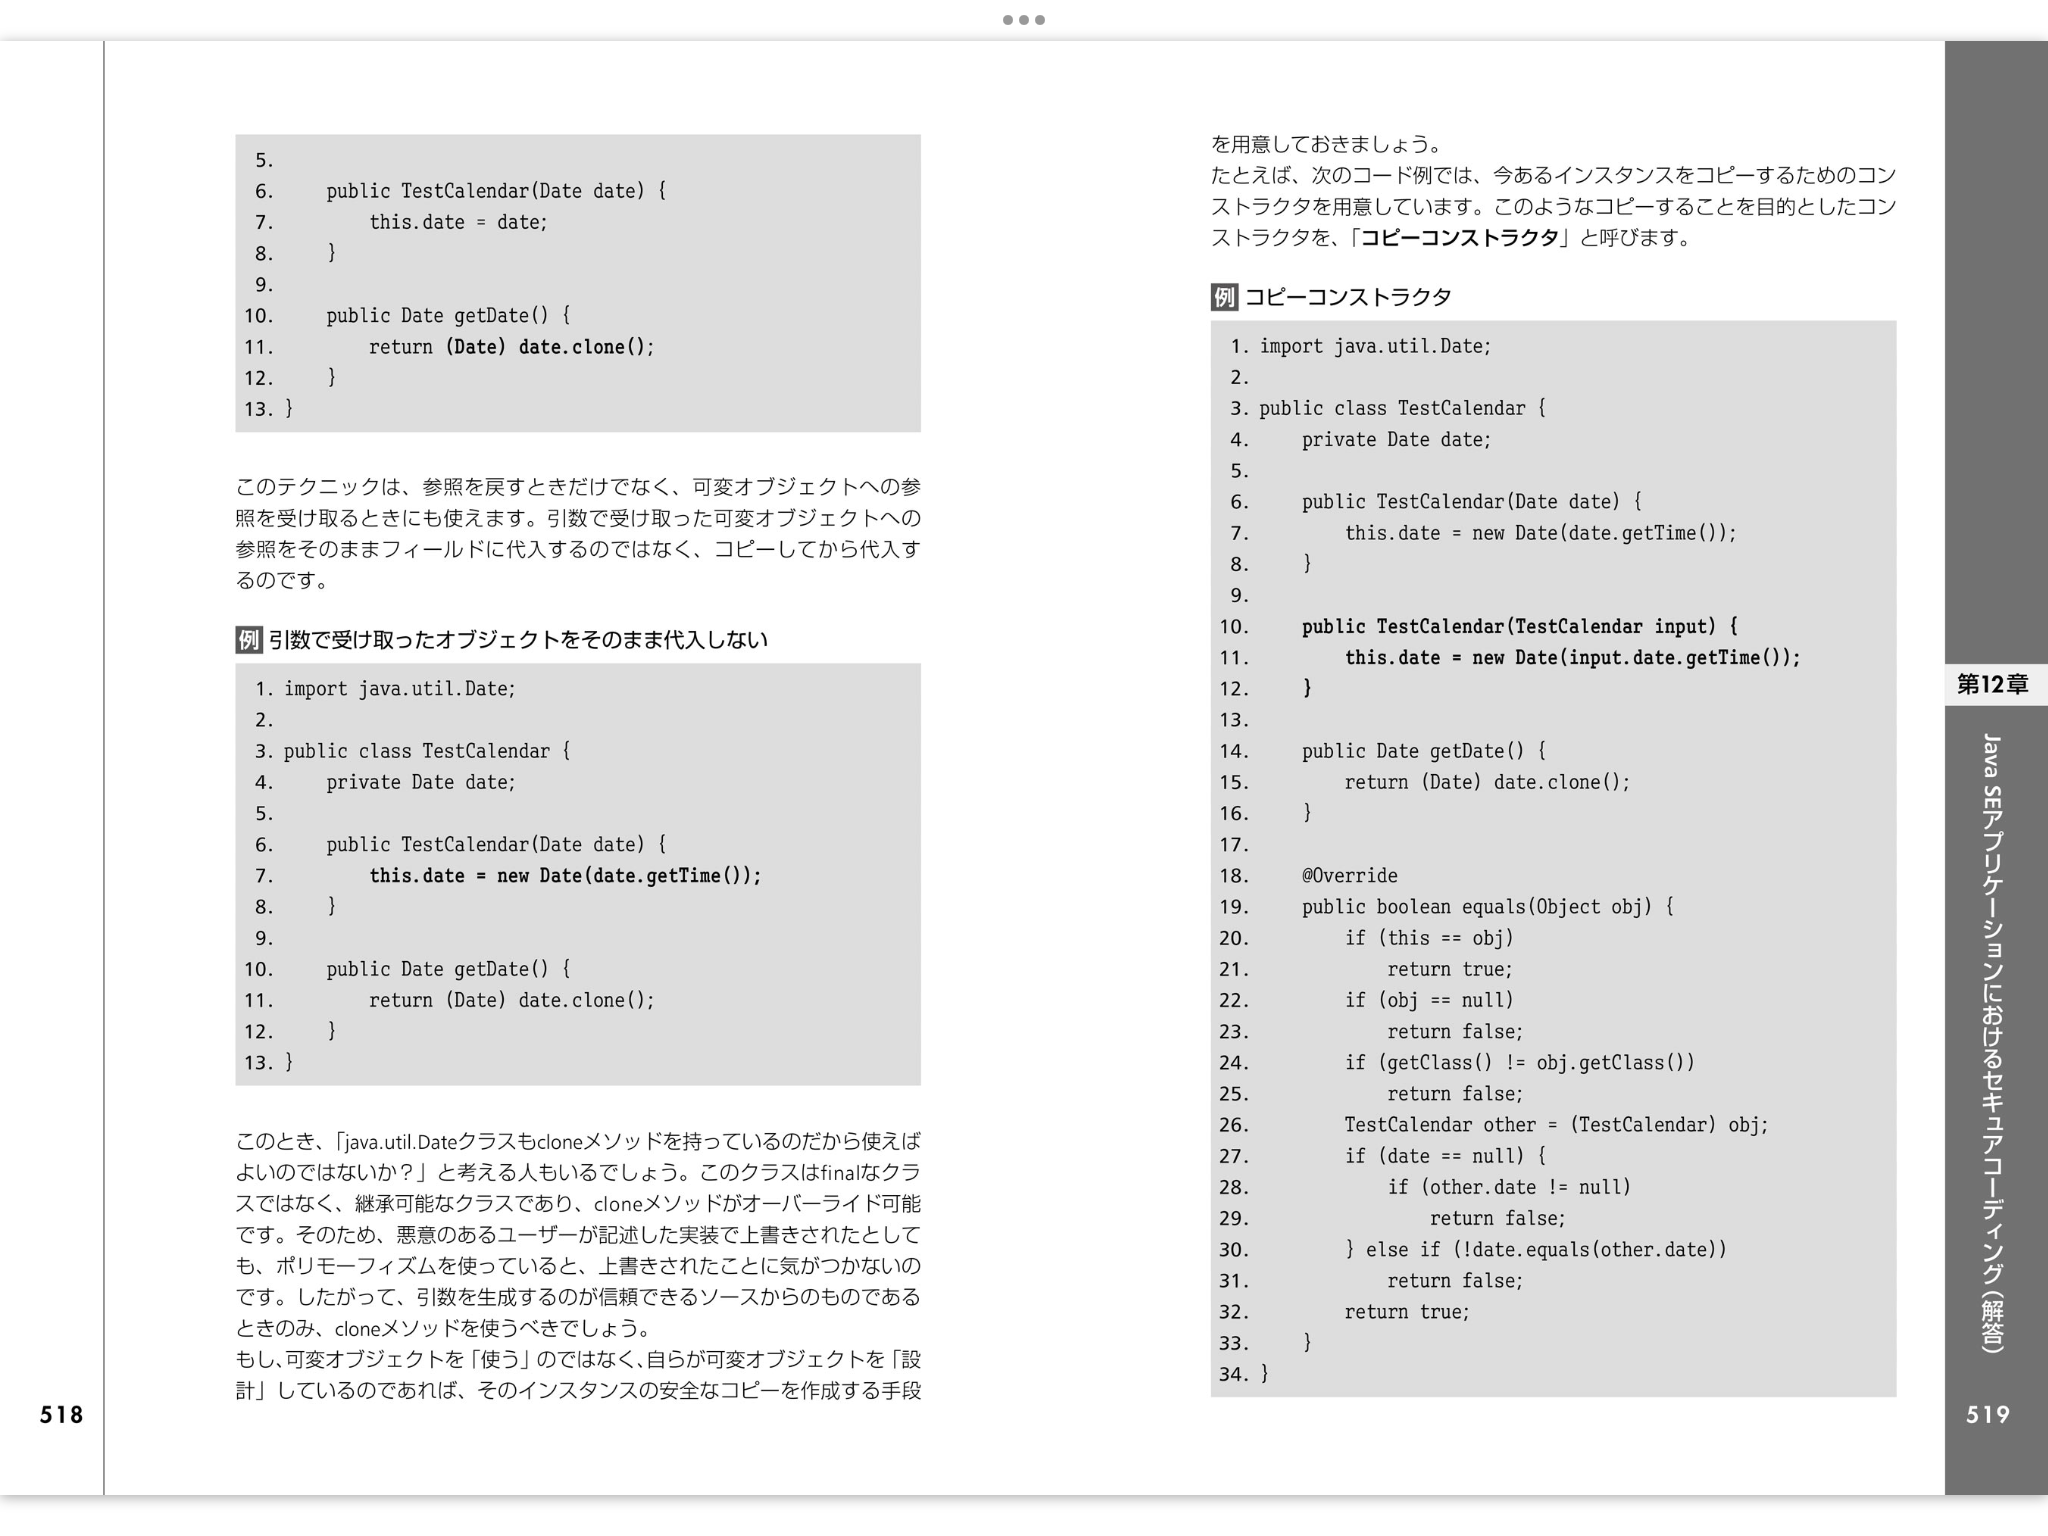 5.
6.     public TestCalendar(Date date) {
7.         this.date = date;
8.     }
9.
10.     public Date getDate() {
11.         return (Date) date.clone();
12.     }
13. }
このテクニックは、参照を戻すときだけでなく、可変オブジェクトへの参
照を受け取るときにも使えます。引数で受け取った可変オブジェクトへの
参照をそのままフィールドに代入するのではなく、コピーしてから代入す
るのです。
例 引数で受け取ったオブジェクトをそのまま代入しない
1. import java.util.Date;
2.
3. public class TestCalendar {
4.     private Date date;
5.
6.     public TestCalendar(Date date) {
7.         this.date = new Date(date.getTime());
8.     }
9.
10.     public Date getDate() {
11.         return (Date) date.clone();
12.     }
13. }
このとき、「java.util.Dateクラスもcloneメソッドを持っているのだから使えば
よいのではないか？」と考える人もいるでしょう。このクラスはfinalなクラ
スではなく、継承可能なクラスであり、cloneメソッドがオーバーライド可能
です。そのため、悪意のあるユーザーが記述した実装で上書きされたとして
も、ポリモーフィズムを使っていると、上書きされたことに気がつかないの
です。したがって、引数を生成するのが信頼できるソースからのものである
ときのみ、cloneメソッドを使うべきでしょう。
もし、可変オブジェクトを「使う」のではなく、自らが可変オブジェクトを「設
計」しているのであれば、そのインスタンスの安全なコピーを作成する手段
518
を用意しておきましょう。
たとえば、次のコード例では、今あるインスタンスをコピーするためのコン
ストラクタを用意しています。このようなコピーすることを目的としたコン
ストラクタを、「コピーコンストラクタ」と呼びます。
例 コピーコンストラクタ
1. import java.util.Date;
2.
3. public class TestCalendar {
4.     private Date date;
5.
6.     public TestCalendar(Date date) {
7.         this.date = new Date(date.getTime());
8.     }
9.
10.     public TestCalendar(TestCalendar input) {
11.         this.date = new Date(input.date.getTime());
12.     }
13.
14.     public Date getDate() {
15.         return (Date) date.clone();
16.     }
17.
18.     @Override
19.     public boolean equals(Object obj) {
20.         if (this == obj)
21.             return true;
22.         if (obj == null)
23.             return false;
24.         if (getClass() != obj.getClass())
25.             return false;
26.         TestCalendar other = (TestCalendar) obj;
27.         if (date == null) {
28.             if (other.date != null)
29.                 return false;
30.         } else if (!date.equals(other.date))
31.             return false;
32.         return true;
33.     }
34. }
第12章
Java SEアプリケーションにおけるセキュアコーディング（解答）
519